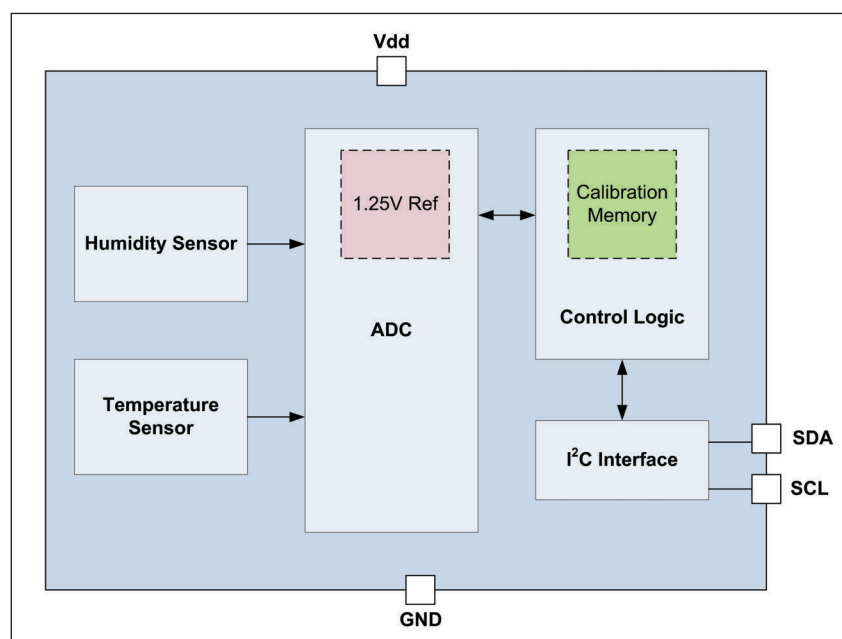 Vdd
1.25V Ref
Calibration
Memory
Humidity Sensor
ADC
Control Logic
Temperature
Sensor
I²C Interface
SDA
SCL
GND